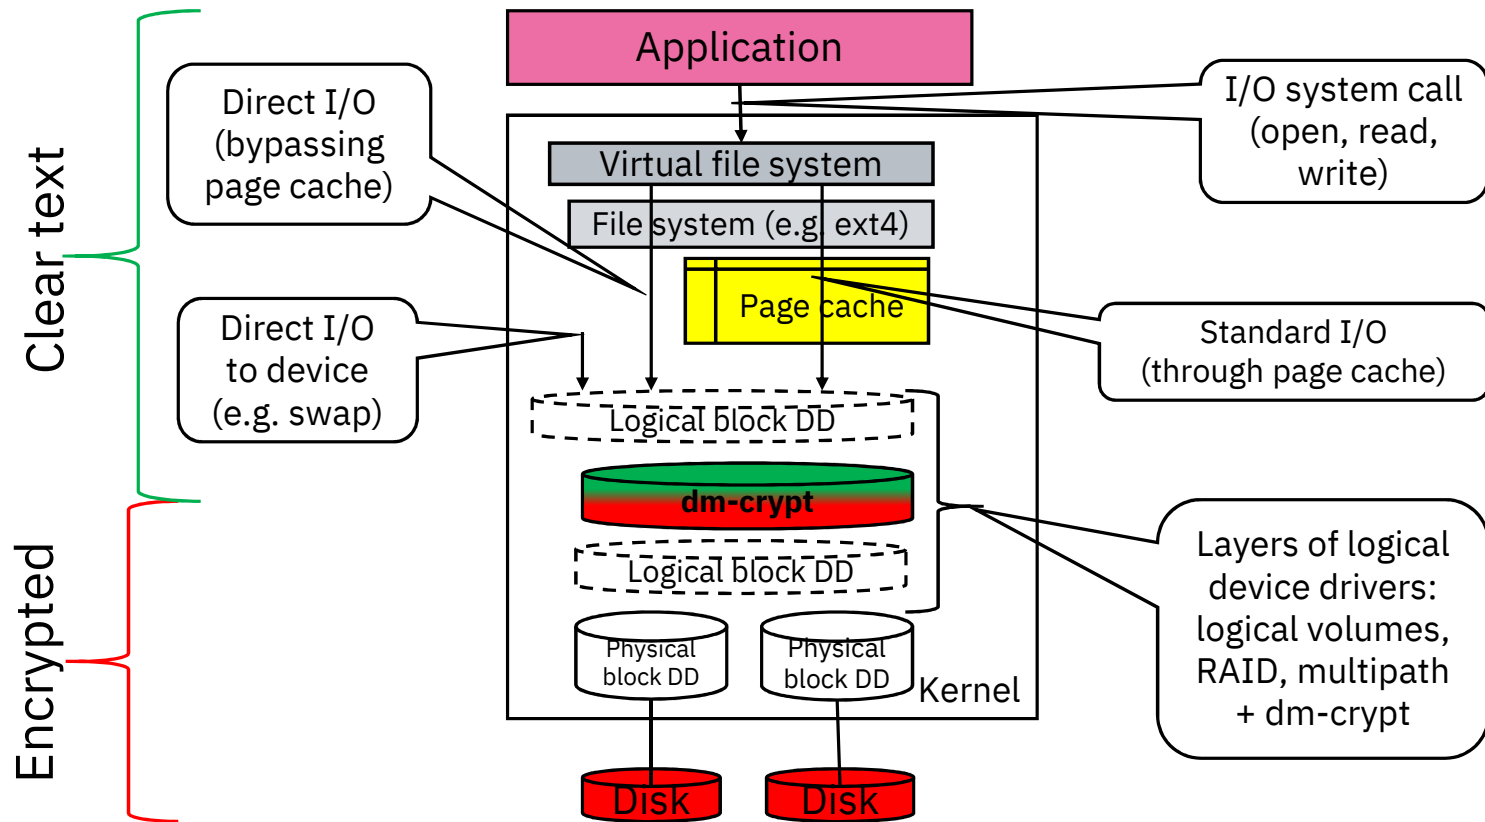 Application
Direct I/O
(bypassing
page cache)
I/O system call
(open, read,
write)
Virtual file system
File system (e.g. ext4)
Page cache
Clear text
Direct I/O
to device
(e.g. swap)
Standard I/O
(through page cache)
Logical block DD
dm-crypt
Logical block DD
Layers of logical
device drivers:
logical volumes,
RAID, multipath
+ dm-crypt
Encrypted
Physical
block DD
Physical
block DD
Kernel
Disk
Disk